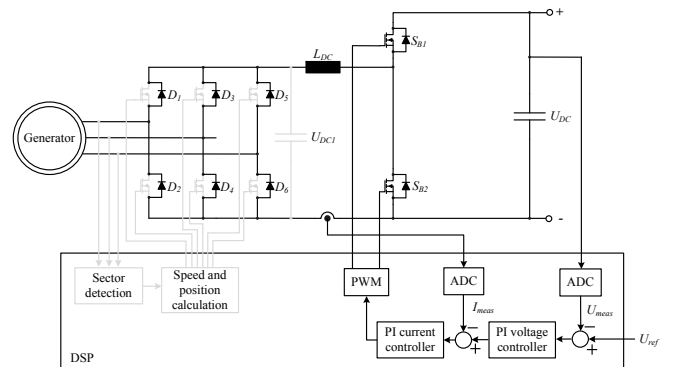 +
S_B1
L_DC
D_1
D_3
D_5
U_DC1
U_DC
Generator
D_2
D_4
D_6
S_B2
-
Sector
detection
Speed and
position
calculation
PWM
ADC
ADC
I_meas
U_meas
PI current
controller
−
+
PI voltage
controller
−
+
U_ref
DSP